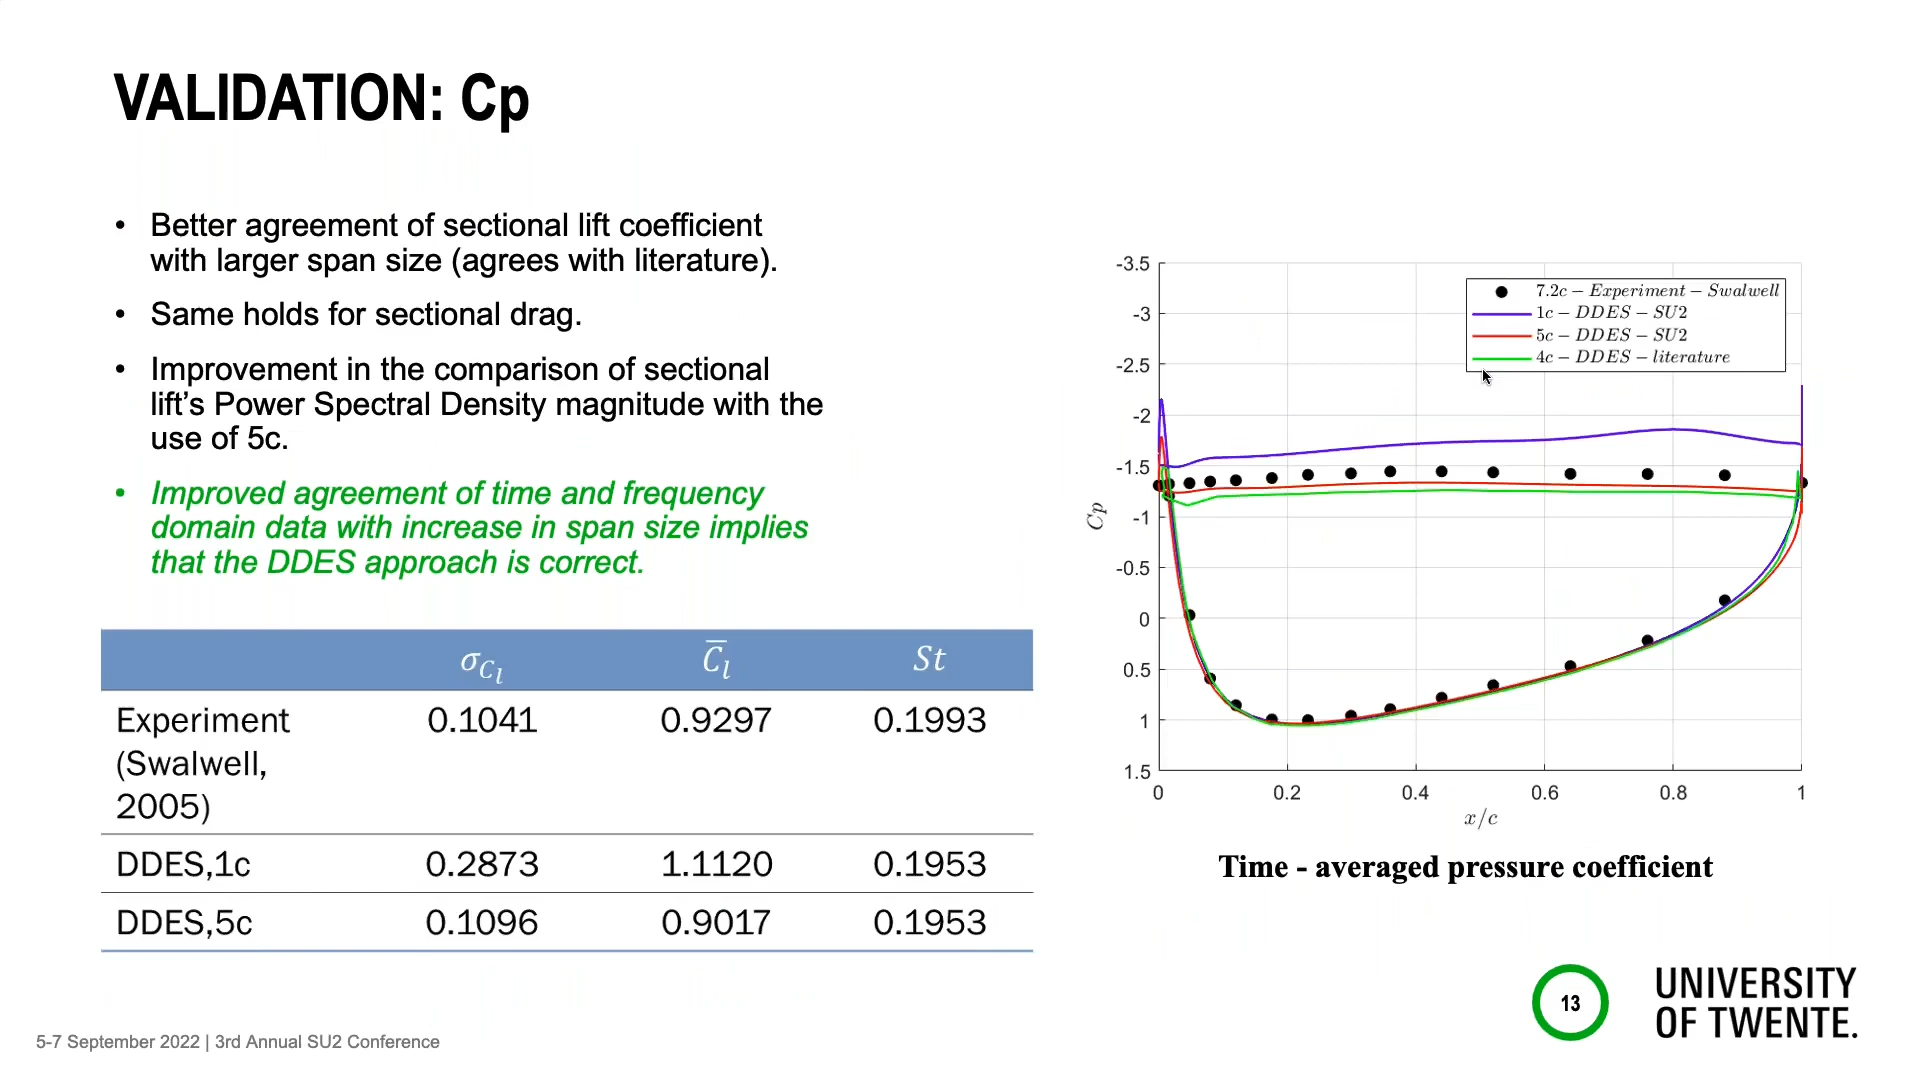 VALIDATION: Cp
• Better agreement of sectional lift coefficient
with larger span size (agrees with literature).
• Same holds for sectional drag.
• Improvement in the comparison of sectional
lift’s Power Spectral Density magnitude with the
use of 5c.
• Improved agreement of time and frequency
domain data with increase in span size implies
that the DDES approach is correct.
σ_{C_l} C̅_l St
Experiment 0.1041 0.9297 0.1993
(Swalwell,
2005)
DDES,1c 0.2873 1.1120 0.1953
DDES,5c 0.1096 0.9017 0.1953
-3.5
-3
-2.5
-2
-1.5
-1
-0.5
0
0.5
1
1.5
Cp
7.2c − Experiment − Swalwell
1c − DDES − SU2
5c − DDES − SU2
4c − DDES − literature
0 0.2 0.4 0.6 0.8 1
x/c
Time - averaged pressure coefficient
13
UNIVERSITY
OF TWENTE.
5-7 September 2022 | 3rd Annual SU2 Conference